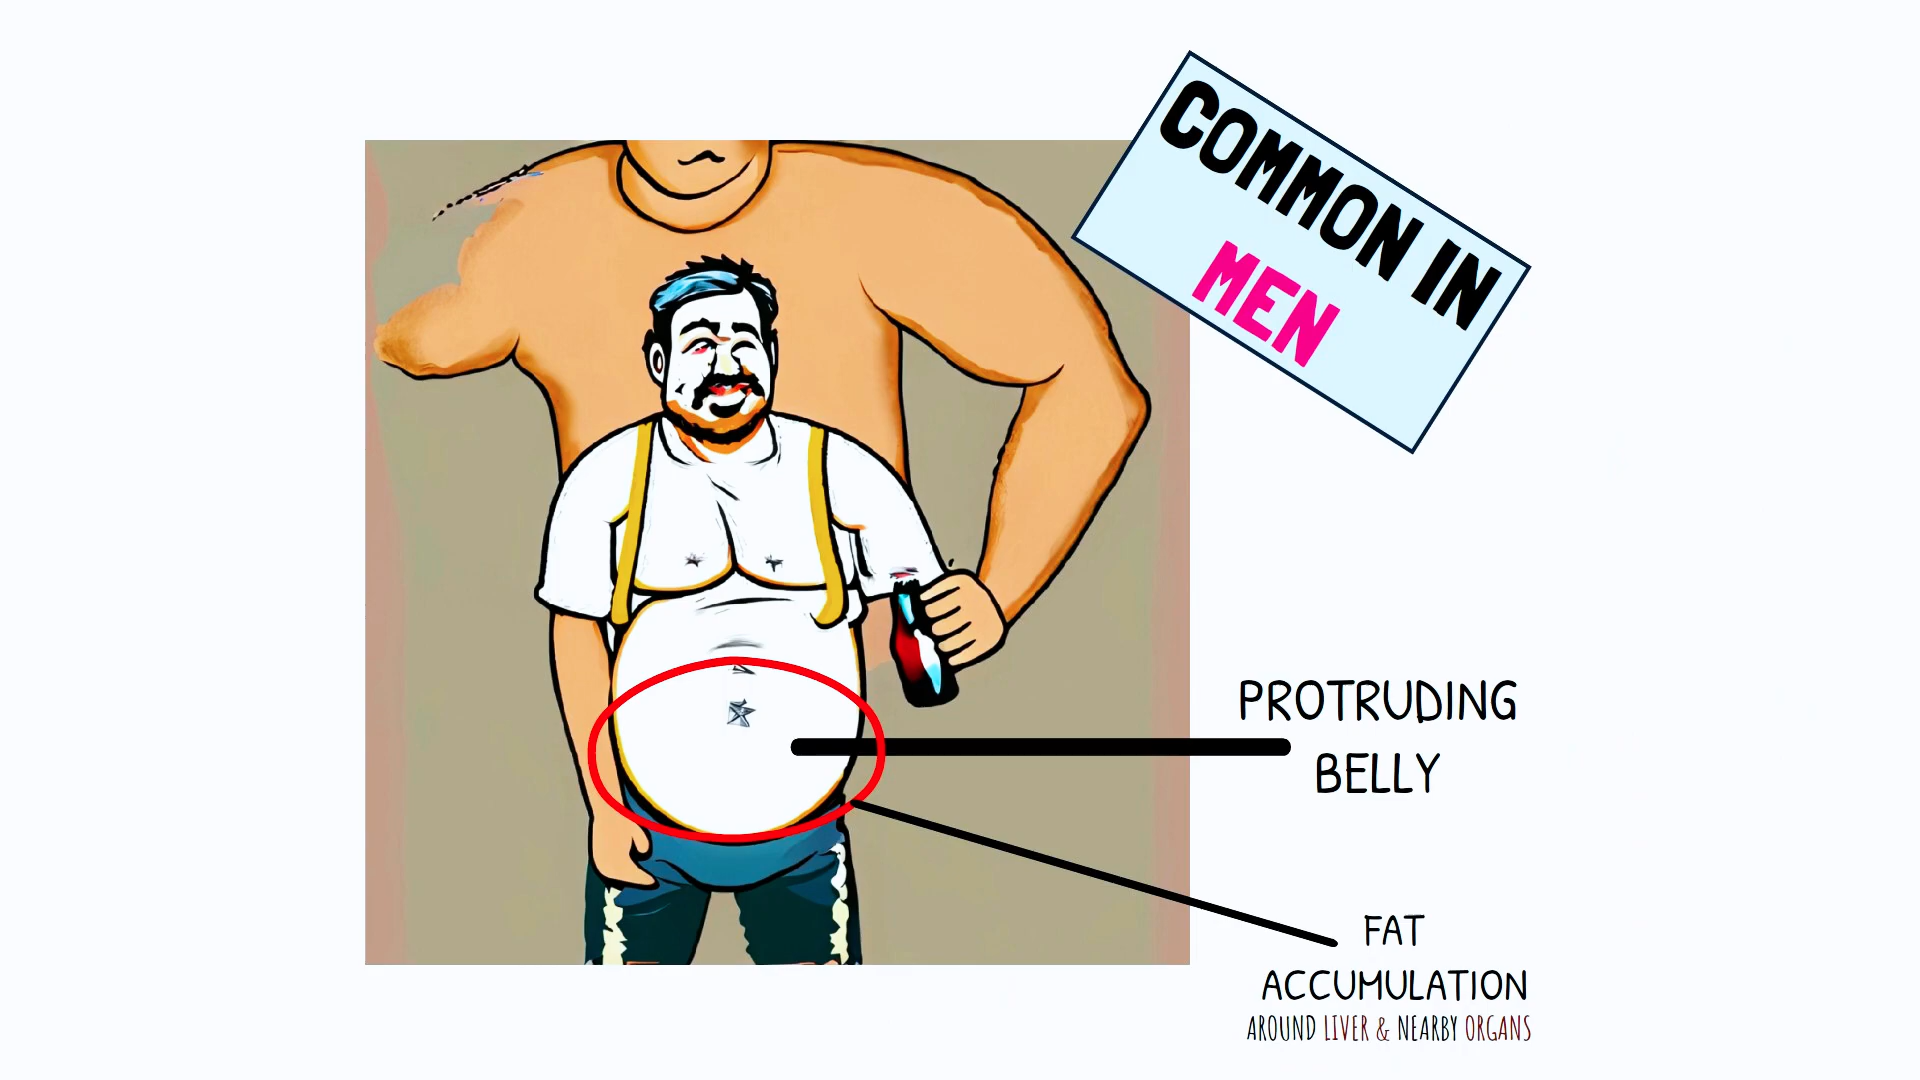 COMMON IN
MEN
PROTRUDING
BELLY
FAT
ACCUMULATION
AROUND LIVER & NEARBY ORGANS